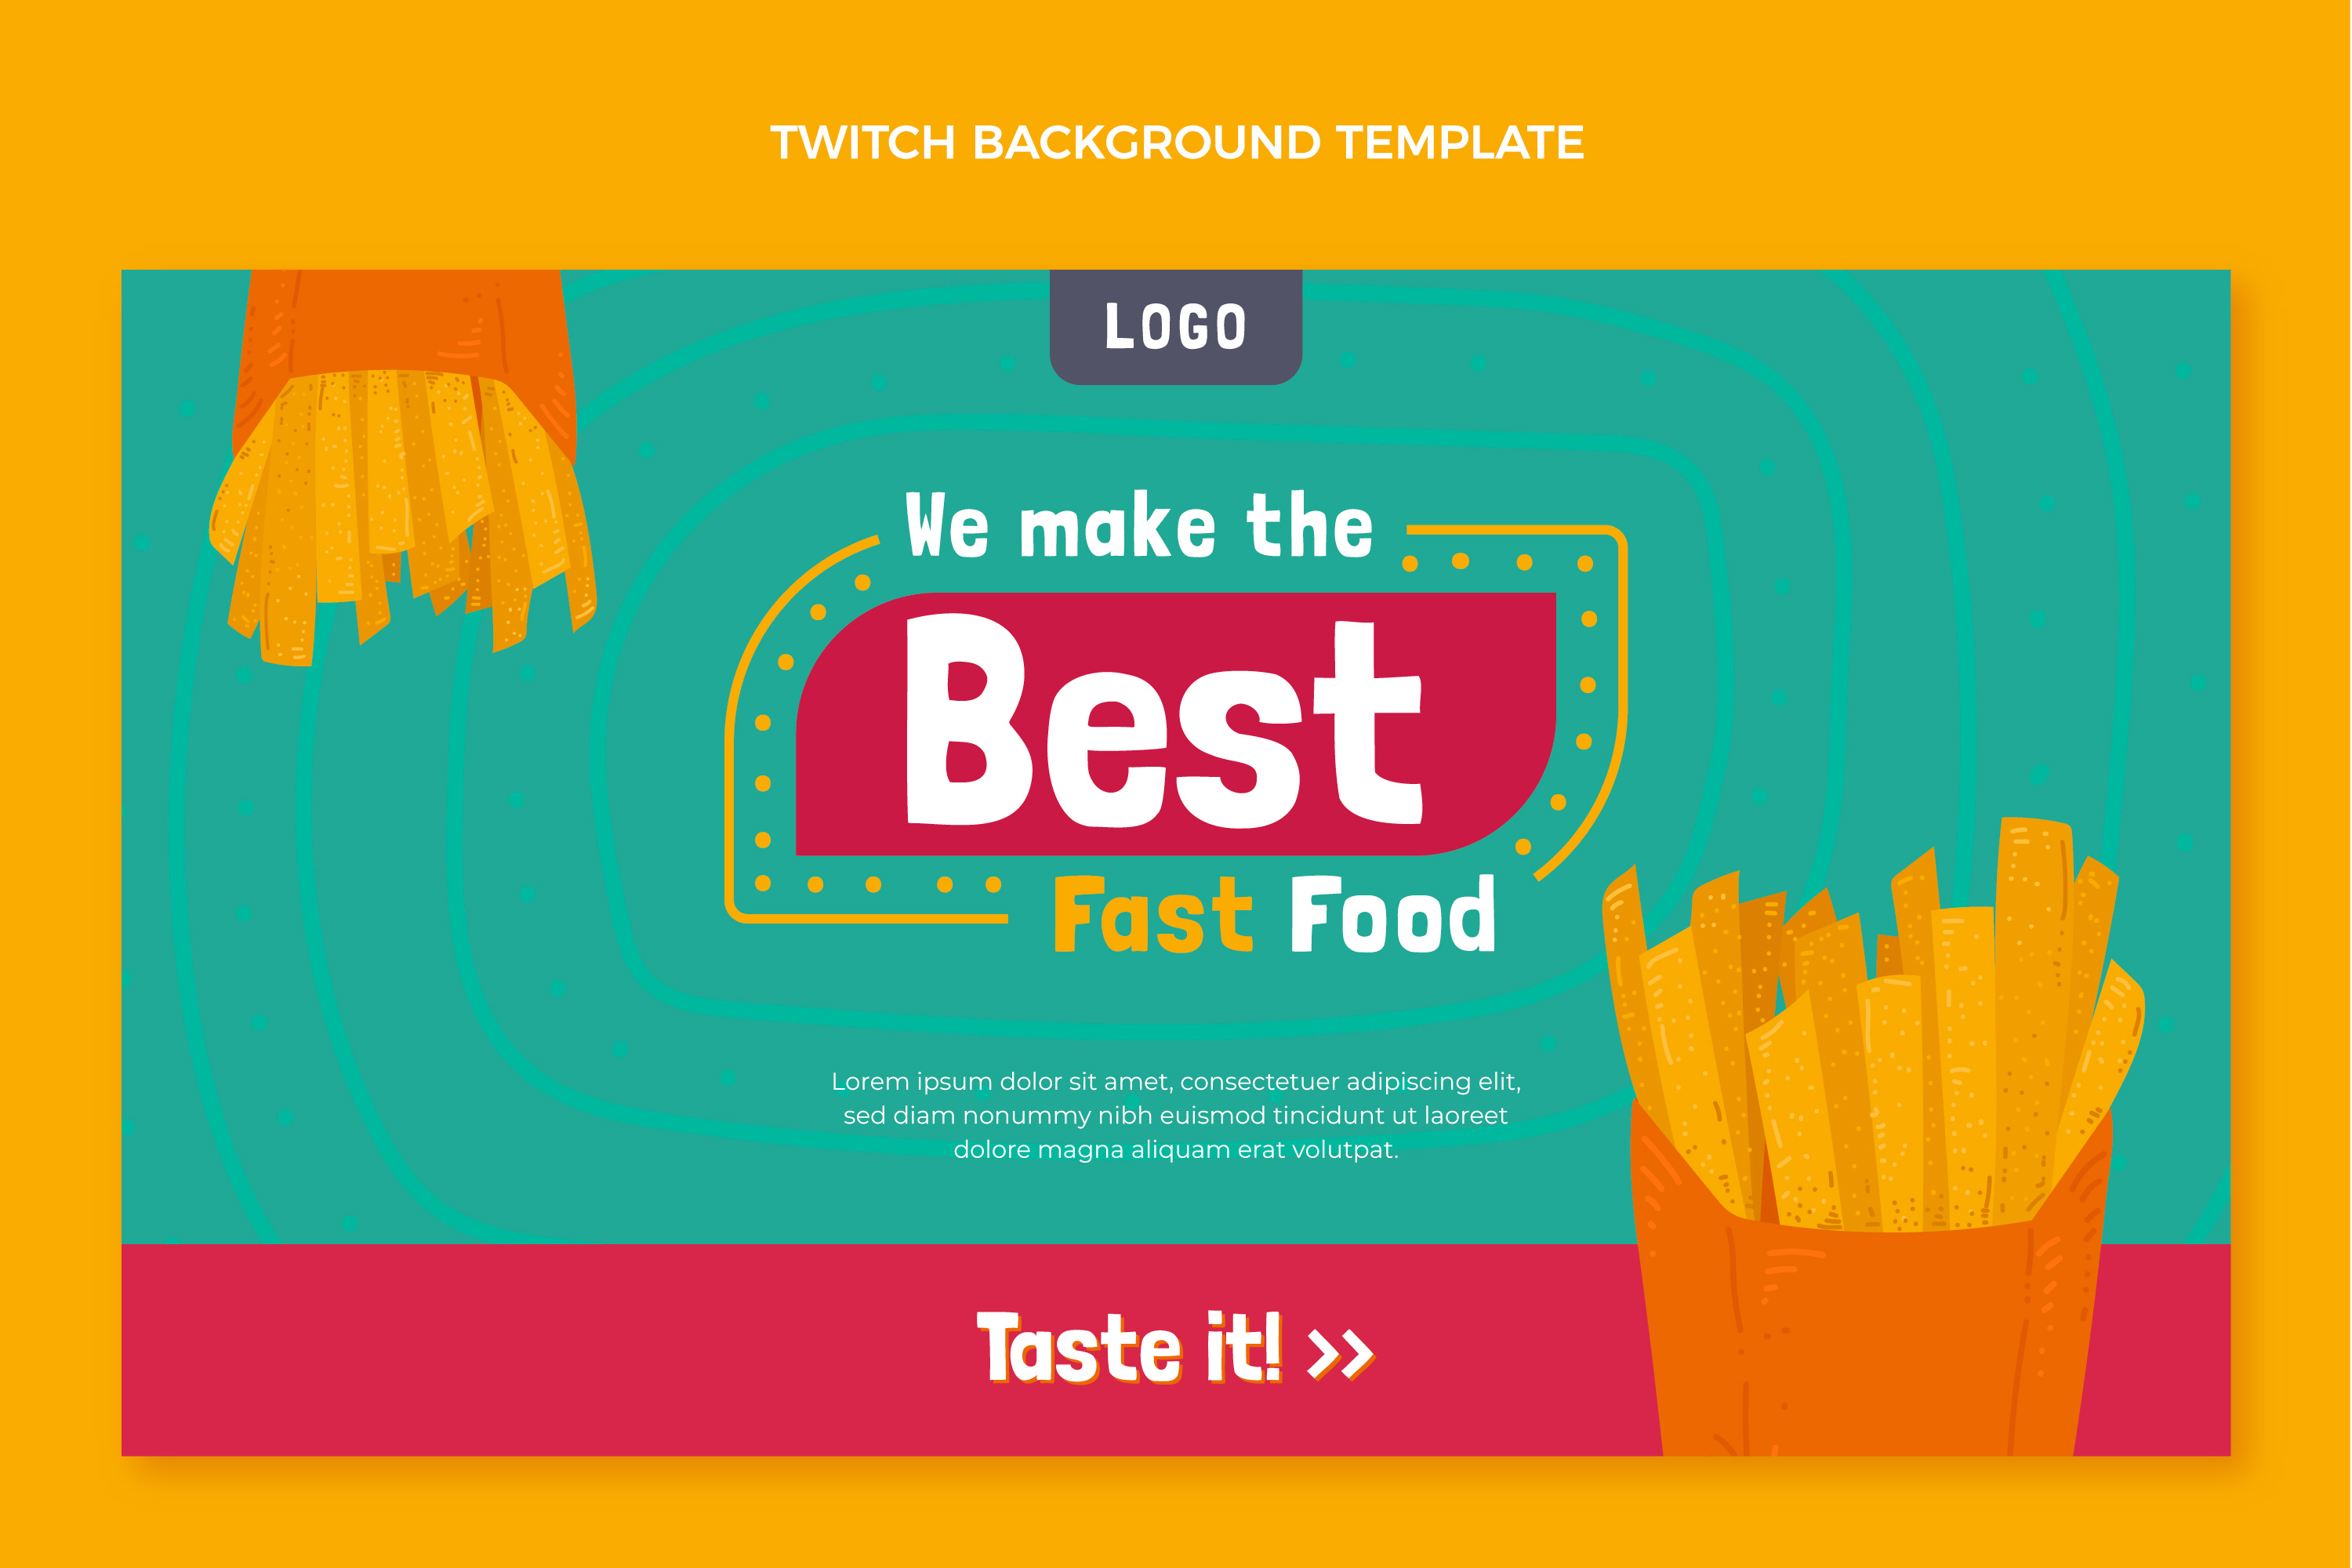 TWITCH BACKGROUND TEMPLATE
LOGO
We make the
Best
Fast Food
Lorem ipsum dolor sit amet, consectetuer adipiscing elit,
sed diam nonummy nibh euismod tincidunt ut laoreet
dolore magna aliquam erat volutpat.
Taste it! >>